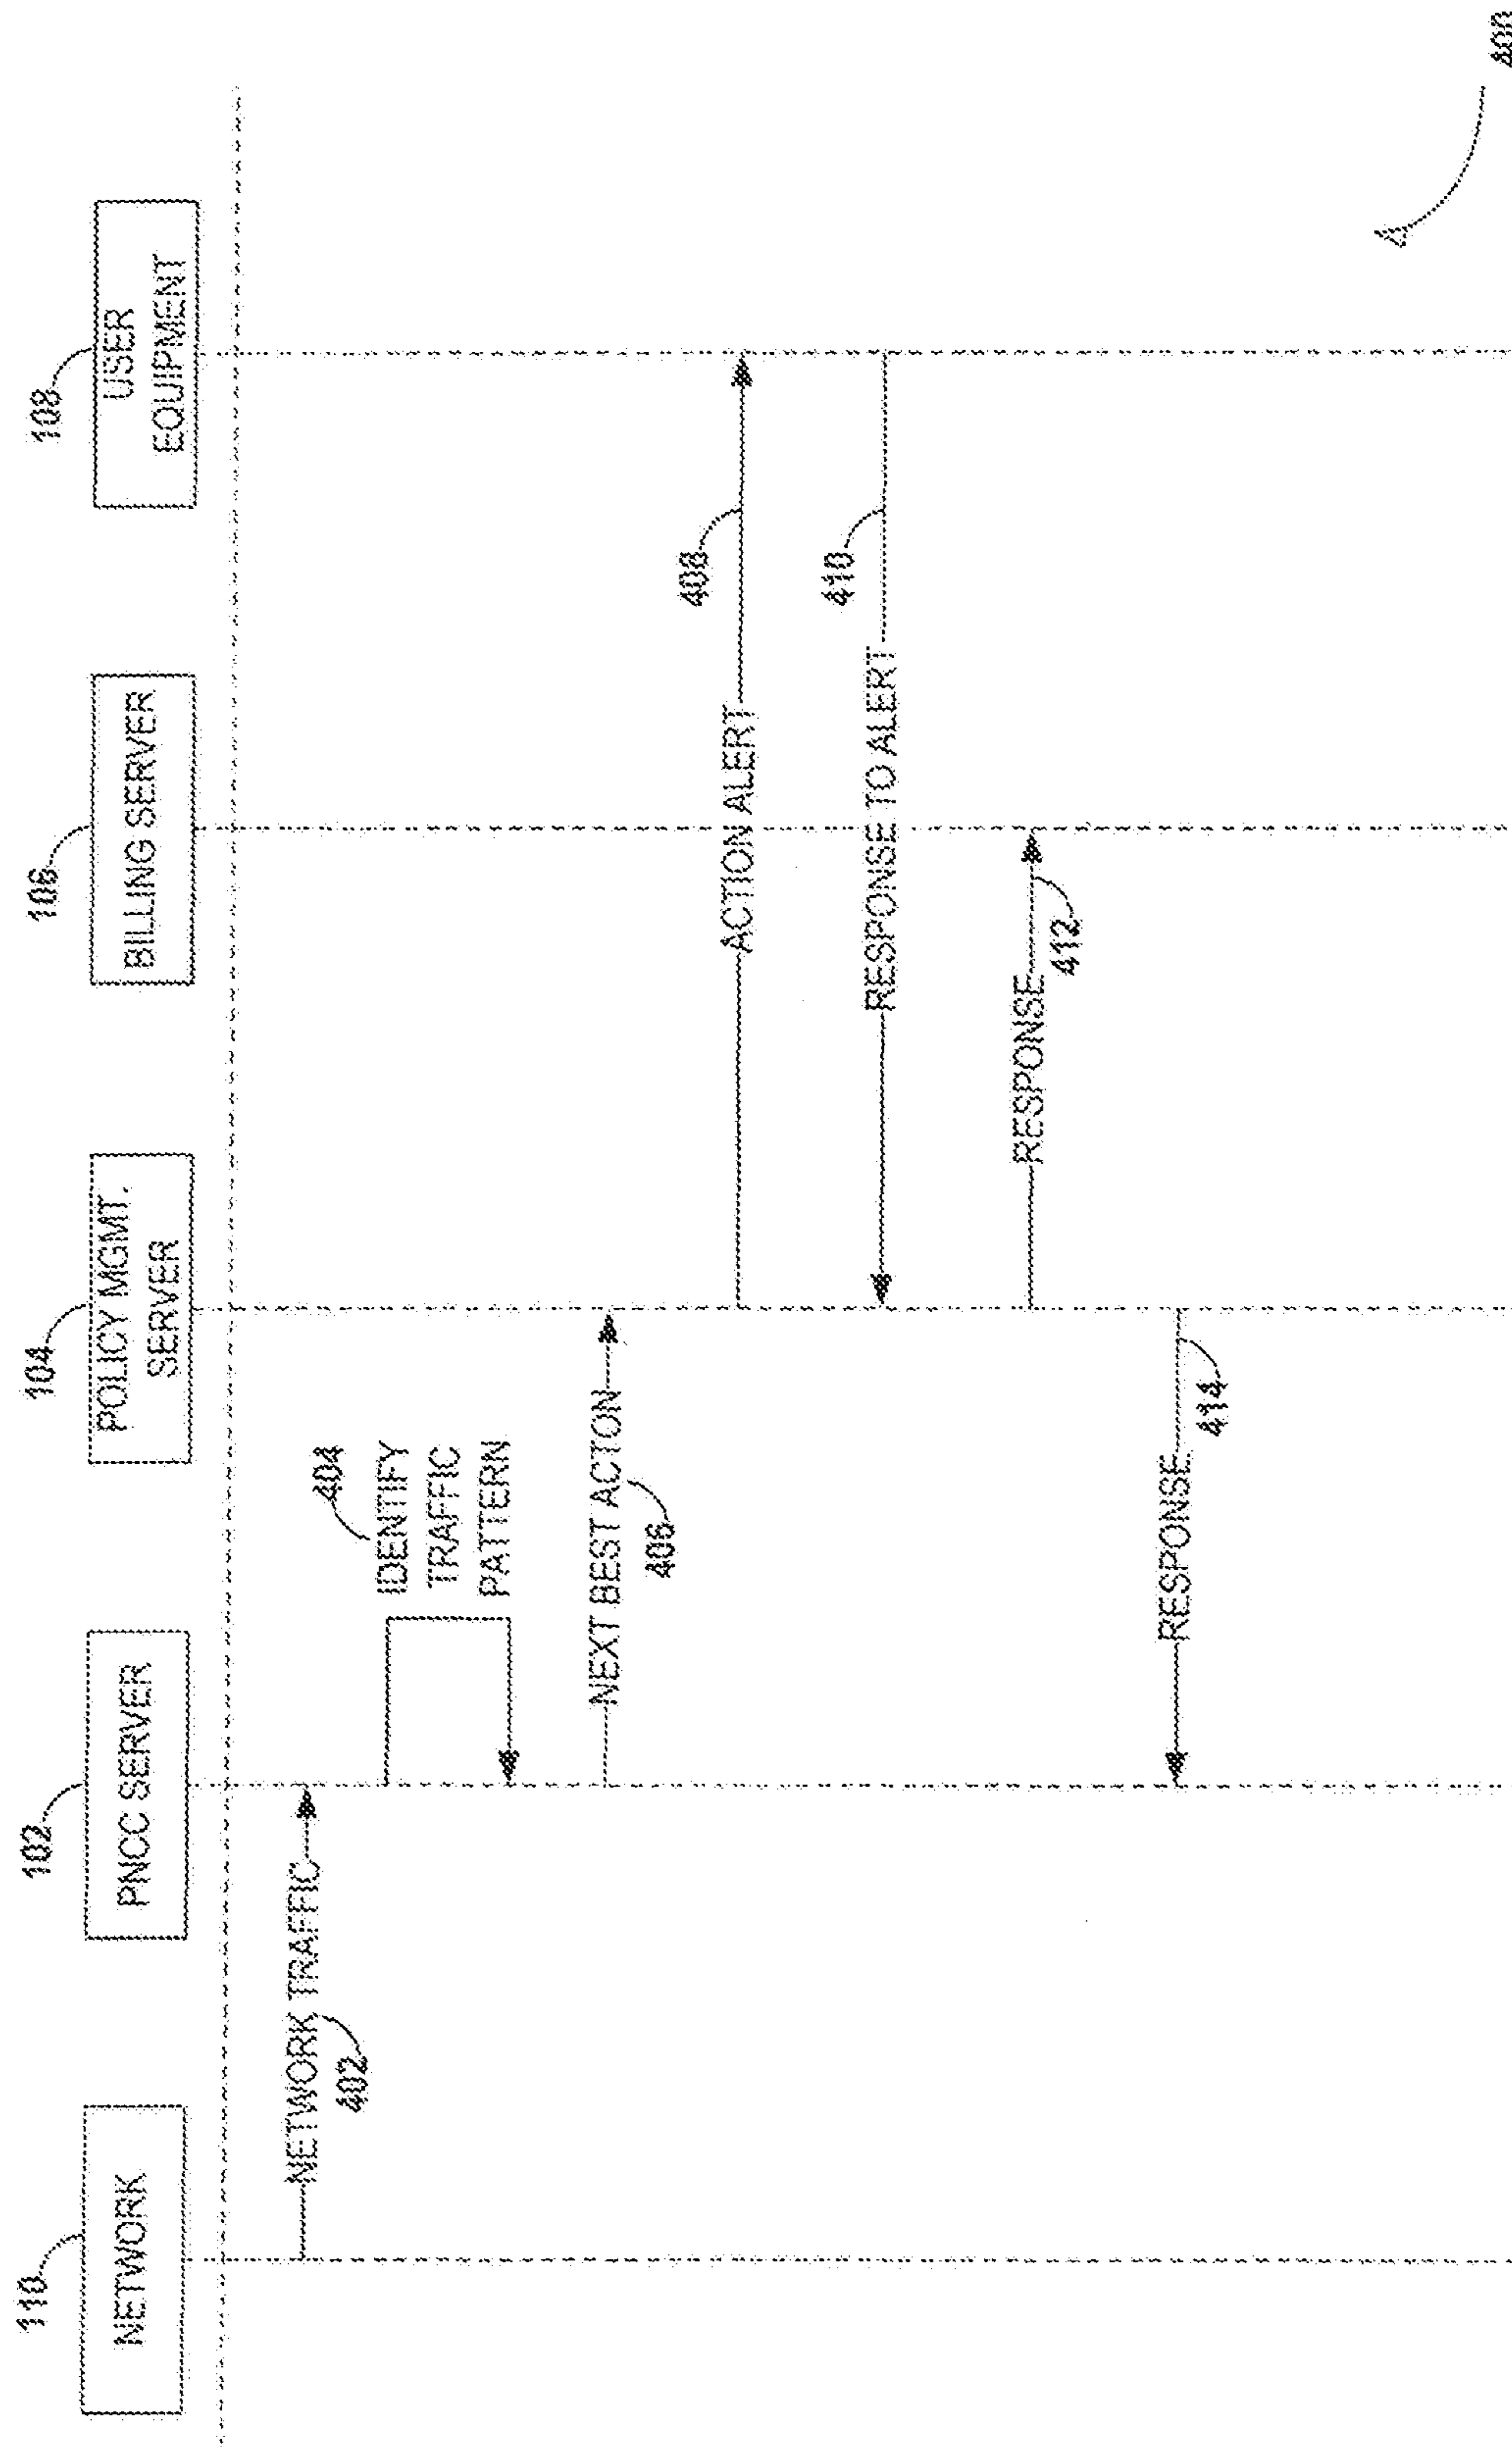 110
NETWORK
102
PNCC SERVER
104
POLICY MGMT.
SERVER
106
BILLING SERVER
108
USER
EQUIPMENT
NETWORK TRAFFIC
402
404
IDENTIFY
TRAFFIC
PATTERN
NEXT BEST ACTON
406
ACTION ALERT
408
RESPONSE TO ALERT
410
RESPONSE
412
RESPONSE
414
400